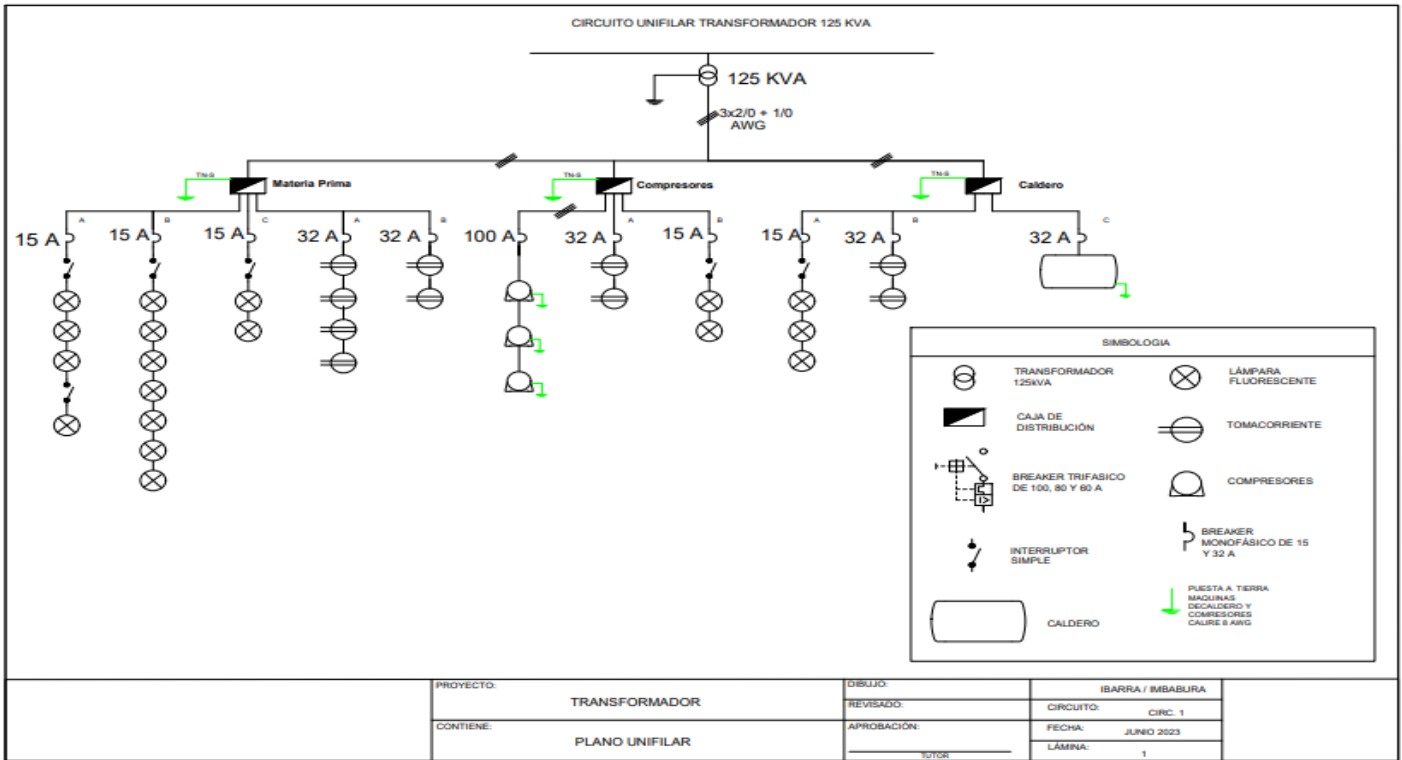 CIRCUITO UNIFILAR TRANSFORMADOR 125 KVA
125 KVA
3x2/0 + 1/0
AWG
TN-S
Materia Prima
TN-S
Compresores
TN-S
Caldero
A
B
C
A
B
A
B
A
B
C
15 A
15 A
15 A
32 A
32 A
100 A
32 A
15 A
15 A
32 A
32 A
SIMBOLOGIA
TRANSFORMADOR
125kVA
LÁMPARA
FLUORESCENTE
CAJA DE
DISTRIBUCIÓN
TOMACORRIENTE
BREAKER TRIFASICO
DE 100, 80 Y 60 A
COMPRESORES
INTERRUPTOR
SIMPLE
BREAKER
MONOFÁSICO DE 15
Y 32 A
CALDERO
PUESTA A TIERRA
MAQUINAS
DECALDERO Y
COMRESORES
CALIRE 8 AWG
PROYECTO:
TRANSFORMADOR
CONTIENE:
PLANO UNIFILAR
DIBUJO:
REVISADO:
APROBACIÓN:
TUTOR
IBARRA / IMBABURA
CIRCUITO: CIRC. 1
FECHA: JUNIO 2023
LÁMINA: 1